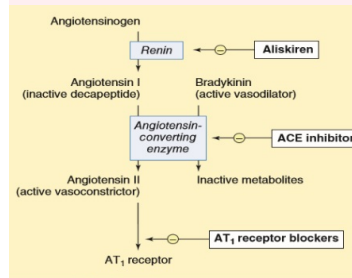 Angiotensinogen
Renin
Aliskiren
Angiotensin I
(inactive decapeptide)
Bradykinin
(active vasodilator)
Angiotensin-
converting
enzyme
ACE inhibitor
Angiotensin II
(active vasoconstrictor)
Inactive metabolites
AT₁ receptor blockers
AT₁ receptor